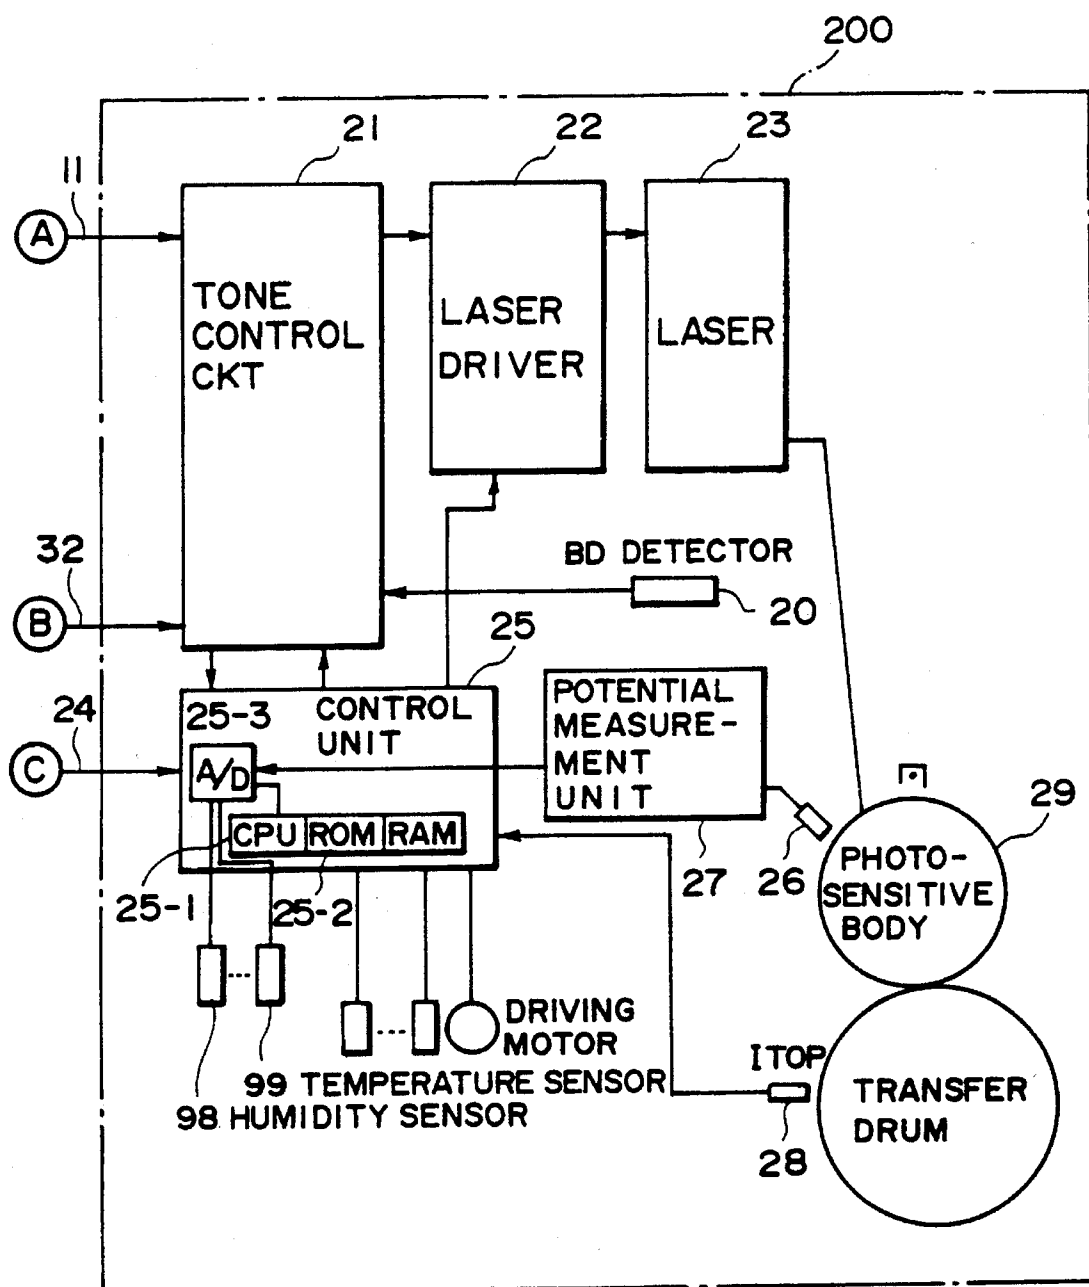 200
21
22
23
11
A
TONE
CONTROL
CKT
LASER
DRIVER
LASER
32
B
BD DETECTOR
20
25
24
C
25-3
CONTROL
UNIT
A/D
CPU ROM RAM
POTENTIAL
MEASURE-
MENT
UNIT
27
26
29
PHOTO-
SENSITIVE
BODY
25-1
25-2
DRIVING
MOTOR
99 TEMPERATURE SENSOR
98 HUMIDITY SENSOR
ITOP
28
TRANSFER
DRUM